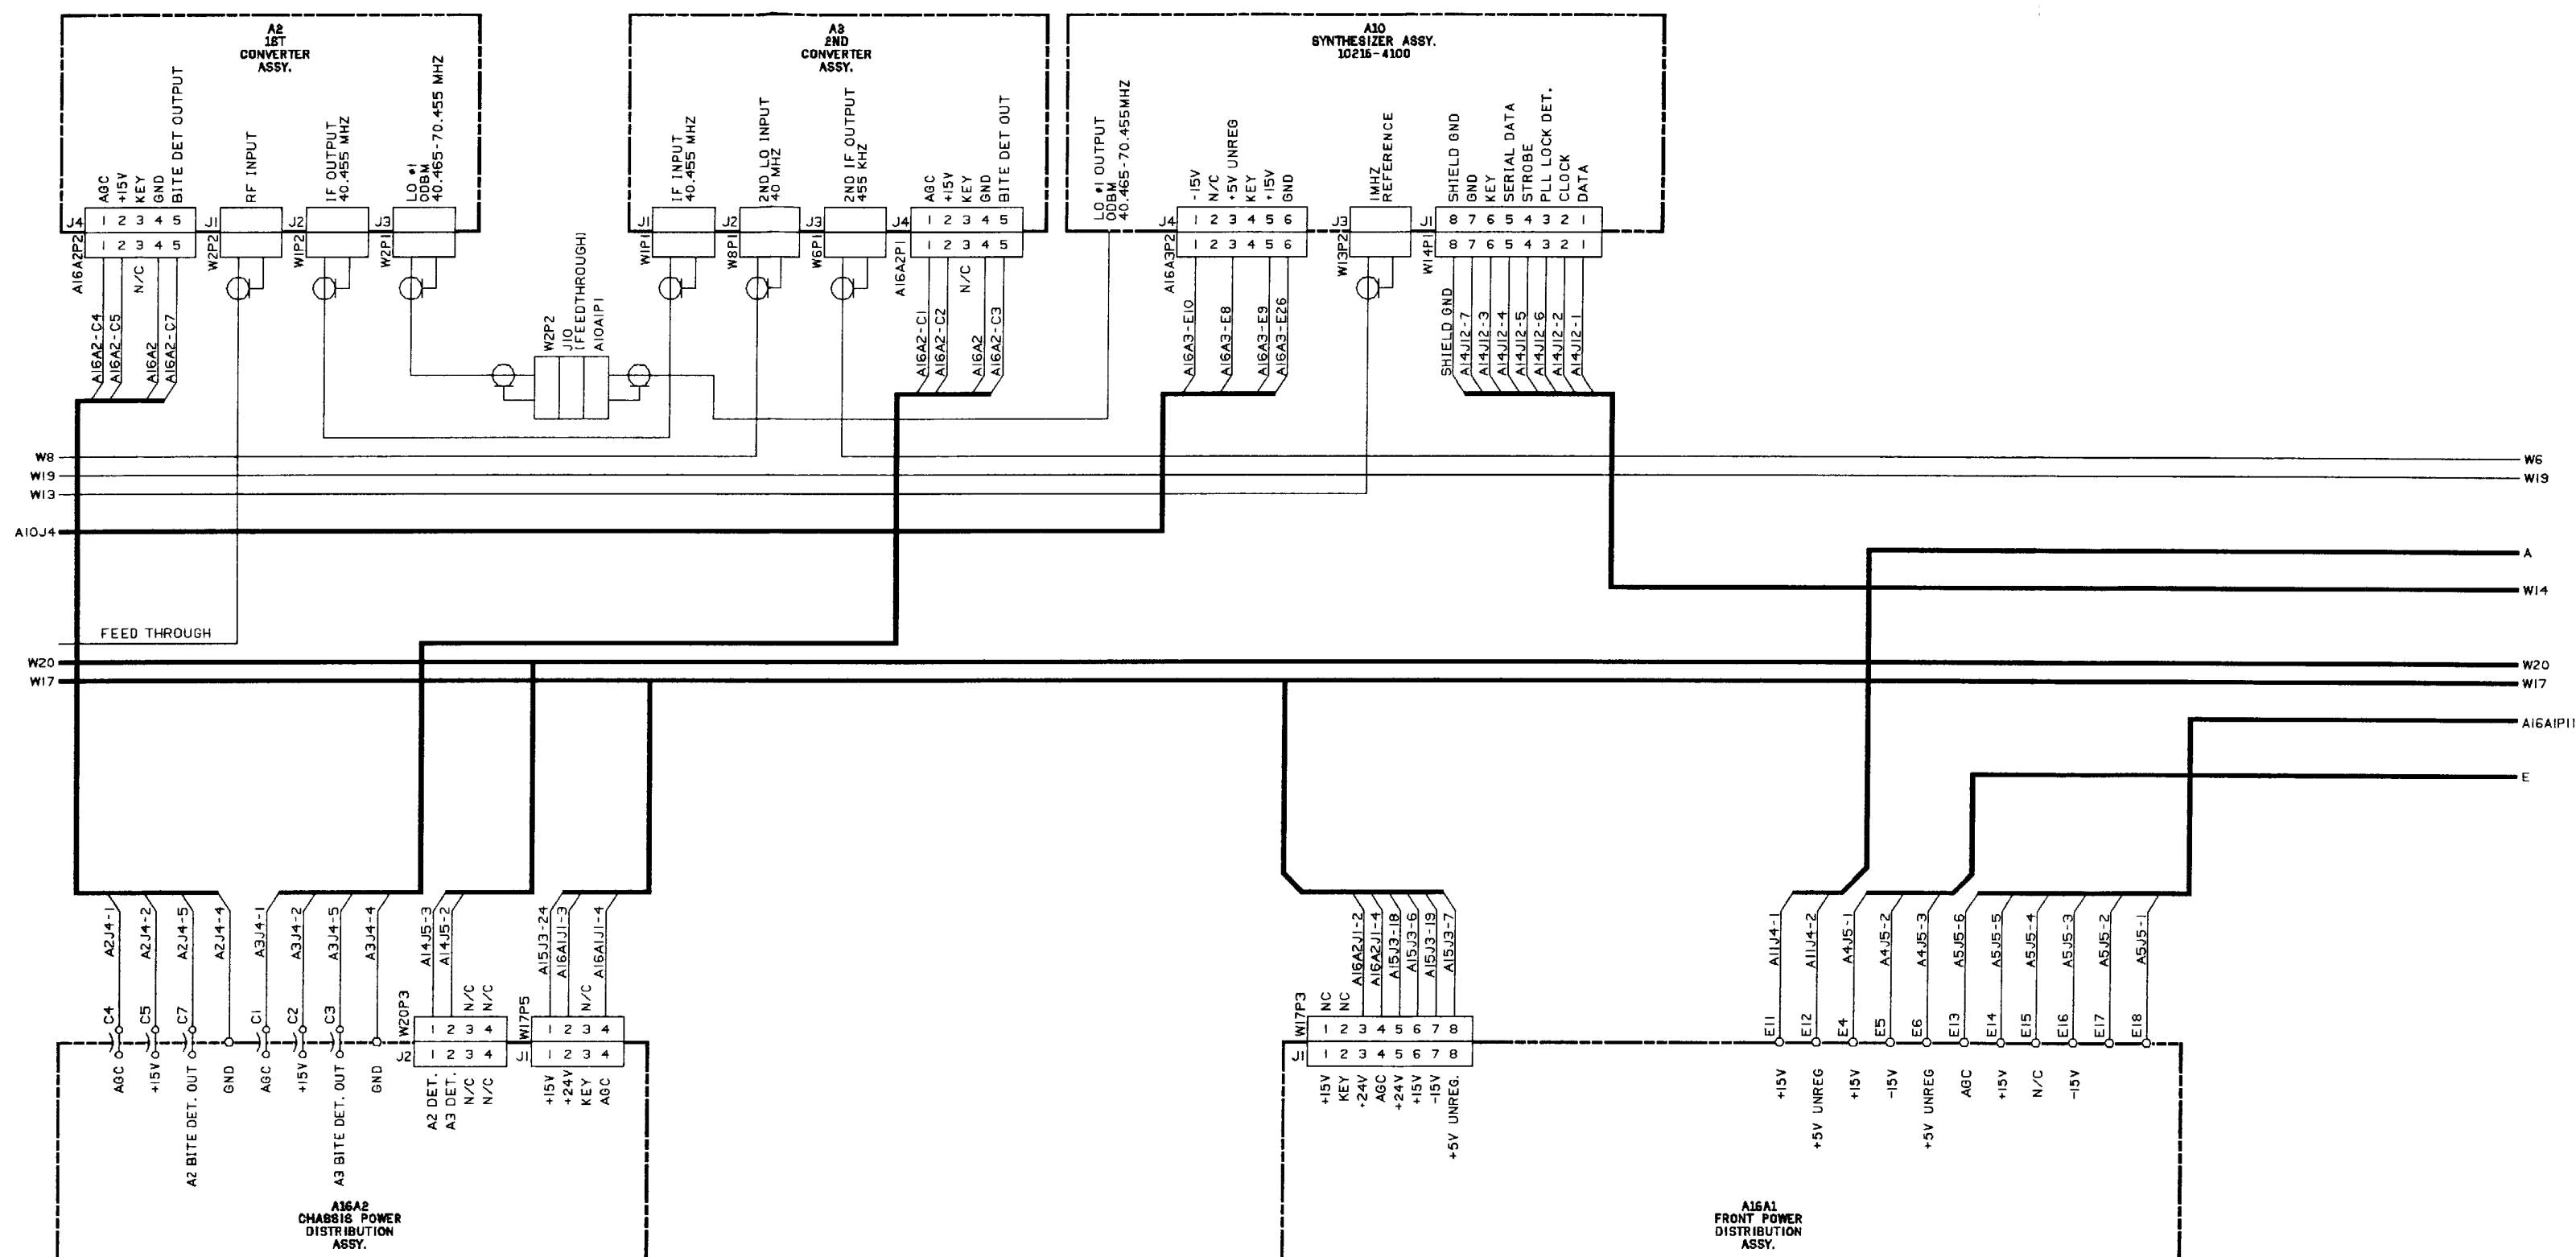 A2
1ST
CONVERTER
ASSY.
AGC
+15V
KEY
GND
BITE DET OUTPUT
RF INPUT
IF OUTPUT
40.455 MHZ
LO #1
ODBM
40.465-70.455 MHZ
J4
1 2 3 4 5
J1
J2
J3
A16A2P2
1 2 3 4 5
W2P2
W1P2
W2P1
N/C
A16A2-C4
A16A2-C5
A16A2
A16A2-C7
A3
2ND
CONVERTER
ASSY.
IF INPUT
40.455 MHZ
2ND LO INPUT
40 MHZ
2ND IF OUTPUT
455 KHZ
AGC
+15V
KEY
GND
BITE DET OUT
J1
J2
J3
J4
1 2 3 4 5
W1P1
W8P1
W6P1
A16A2P1
1 2 3 4 5
N/C
A16A2-C1
A16A2-C2
A16A2
A16A2-C3
W2P2
J10
(FEEDTHROUGH)
A10A1P1
A10
SYNTHESIZER ASSY.
10215-4100
LO #1 OUTPUT
ODBM
40.465-70.455MHZ
-15V
N/C
+5V UNREG
KEY
+15V
GND
1MHZ
REFERENCE
SHIELD GND
GND
KEY
SERIAL DATA
STROBE
PLL LOCK DET.
CLOCK
DATA
J4
1 2 3 4 5 6
J3
J1
8 7 6 5 4 3 2 1
A16A3P2
1 2 3 4 5 6
W13P2
W14P1
8 7 6 5 4 3 2 1
A16A3-E10
A16A3-E8
A16A3-E9
A16A3-E26
SHIELD GND
A14J12-7
A14J12-3
A14J12-4
A14J12-5
A14J12-6
A14J12-2
A14J12-1
W8
W19
W13
A10J4
FEED THROUGH
W20
W17
W6
W19
A
W14
W20
W17
A16A1P11
E
A2J4-1
A2J4-2
A2J4-5
A2J4-4
A3J4-1
A3J4-2
A3J4-5
A3J4-4
A14J5-3
A14J5-2
A15J3-24
A16A1J1-3
A16A1J1-4
C4
C5
C7
C1
C2
C3
W20P3
N/C
N/C
W17P5
N/C
1 2 3 4
1 2 3 4
J2
1 2 3 4
J1
1 2 3 4
AGC
+15V
A2 BITE DET. OUT
GND
AGC
+15V
A3 BITE DET. OUT
GND
A2 DET.
A3 DET.
N/C
N/C
+15V
+24V
KEY
AGC
A16A2
CHASSIS POWER
DISTRIBUTION
ASSY.
A16A2J1-2
A16A2J1-4
A15J3-18
A15J3-6
A15J3-19
A15J3-7
W17P3
NC
NC
1 2 3 4 5 6 7 8
J1
1 2 3 4 5 6 7 8
+15V
KEY
+24V
AGC
+24V
+15V
-15V
+5V UNREG.
A11J4-1
A11J4-2
A4J5-1
A4J5-2
A4J5-3
A5J5-6
A5J5-5
A5J5-4
A5J5-3
A5J5-2
A5J5-1
E11
E12
E4
E5
E6
E13
E14
E15
E16
E17
E18
+15V
+5V UNREG
+15V
-15V
+5V UNREG
AGC
+15V
N/C
-15V
A16A1
FRONT POWER
DISTRIBUTION
ASSY.